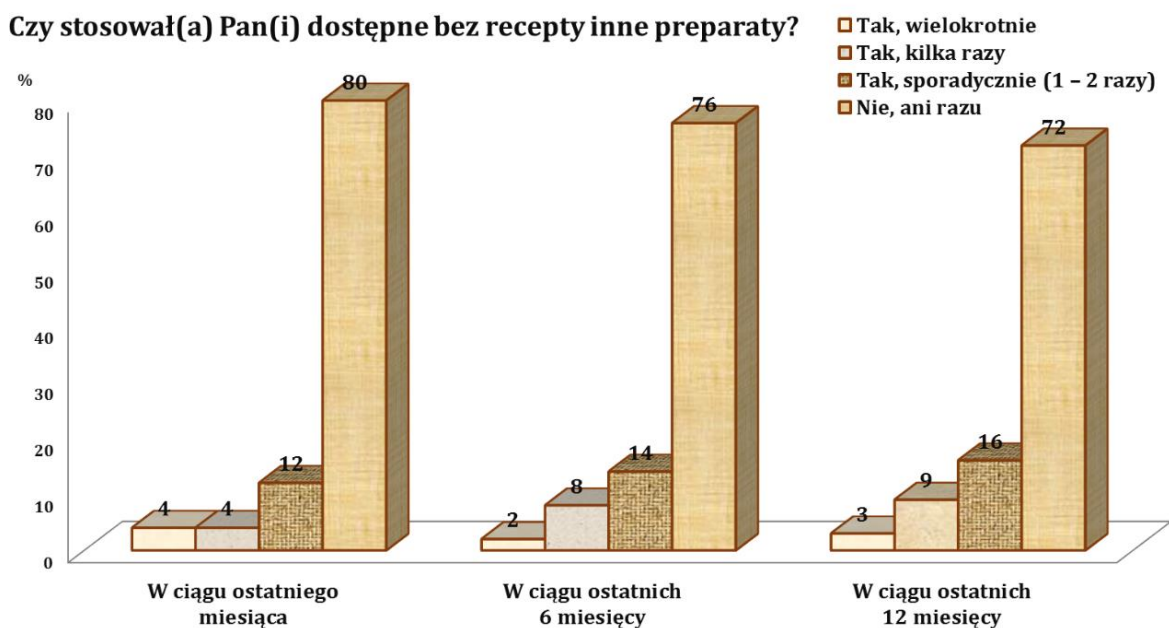 Czy stosował(a) Pan(i) dostępne bez recepty inne preparaty?
Tak, wielokrotnie
Tak, kilka razy
Tak, sporadycznie (1 – 2 razy)
Nie, ani razu
%
80
70
60
50
40
30
20
10
0
4
4
12
80
2
8
14
76
3
9
16
72
W ciągu ostatniego
miesiąca
W ciągu ostatnich
6 miesięcy
W ciągu ostatnich
12 miesięcy